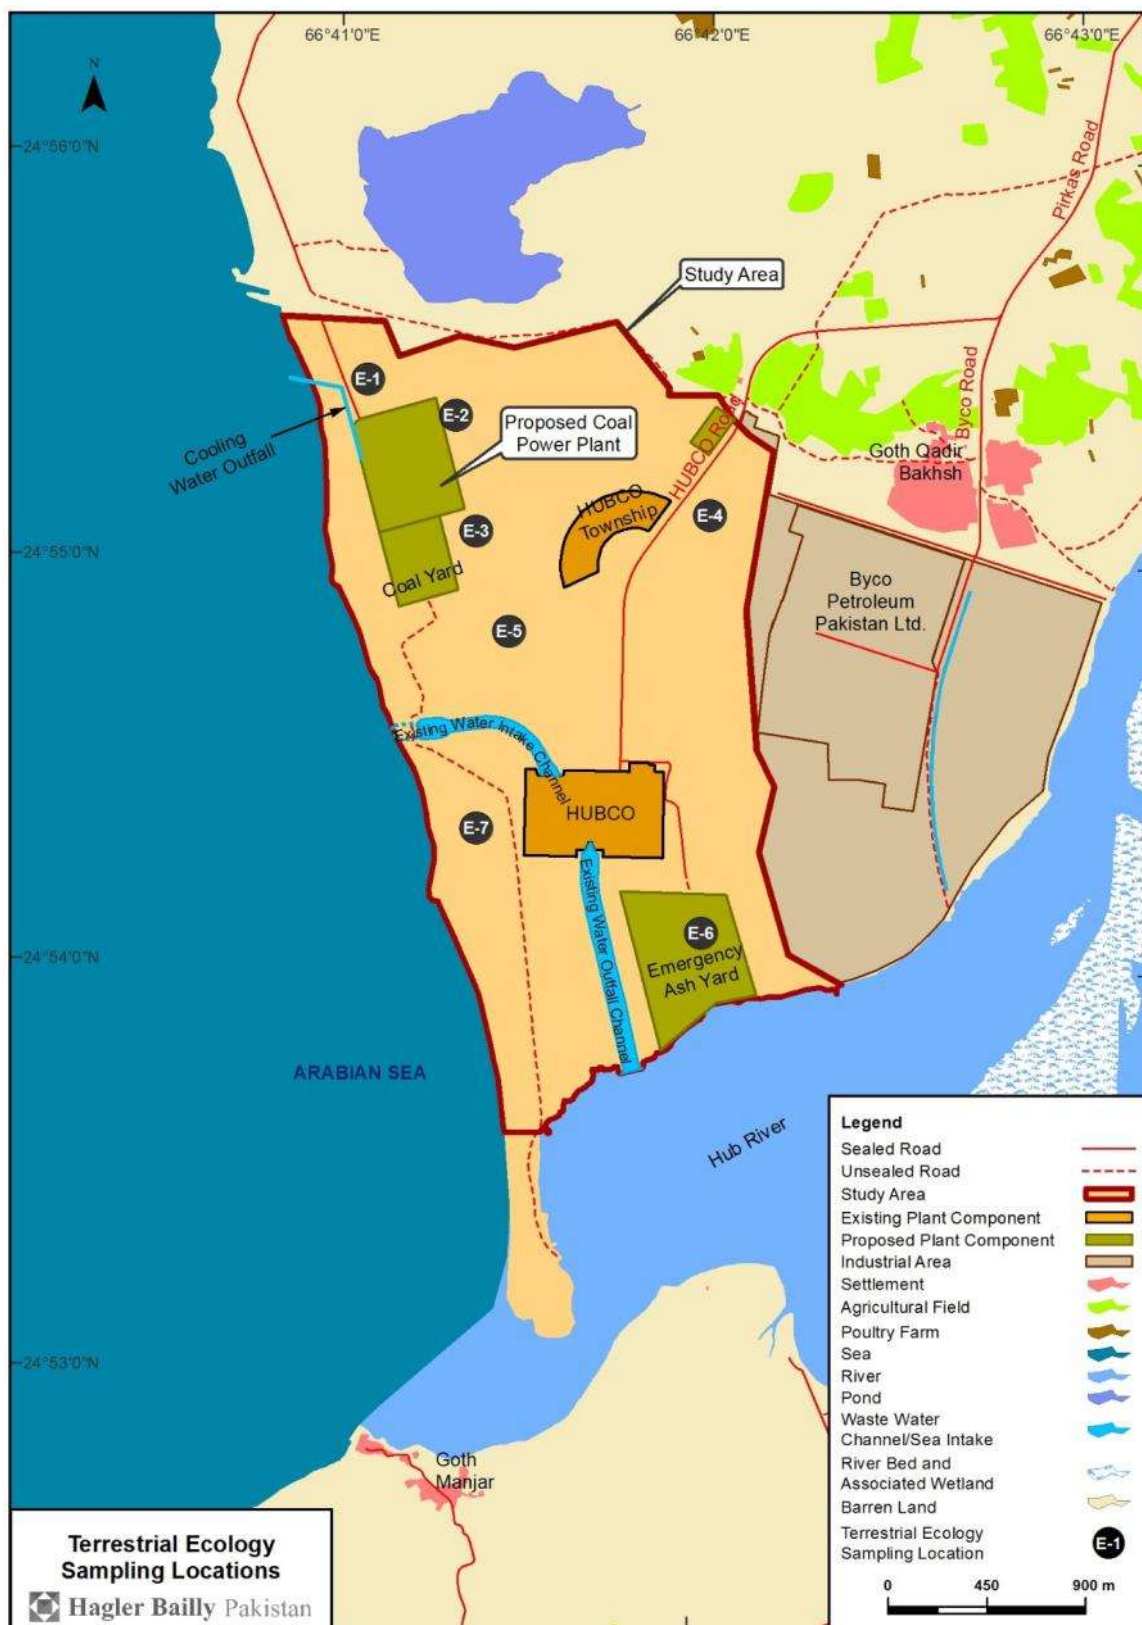 66°41'0"E
66°42'0"E
66°43'0"E
N
24°56'0"N
Pirkas Road
Study Area
E-1
E-2
Proposed Coal
Power Plant
Cooling
Water Outfall
HUBCO Road
Byco Road
Goth Qadir
Bakhsh
HUBCO
Township
E-4
E-3
24°55'0"N
Coal Yard
Byco
Petroleum
Pakistan Ltd.
E-5
Existing Water Intake Channel
HUBCO
E-7
Existing Water Outfall Channel
E-6
Emergency
Ash Yard
24°54'0"N
ARABIAN SEA
Hub River
24°53'0"N
Goth
Manjar
Legend
Sealed Road
Unsealed Road
Study Area
Existing Plant Component
Proposed Plant Component
Industrial Area
Settlement
Agricultural Field
Poultry Farm
Sea
River
Pond
Waste Water
Channel/Sea Intake
River Bed and
Associated Wetland
Barren Land
Terrestrial Ecology
Sampling Location
E-1
0 450 900 m
Terrestrial Ecology
Sampling Locations
Hagler Bailly Pakistan